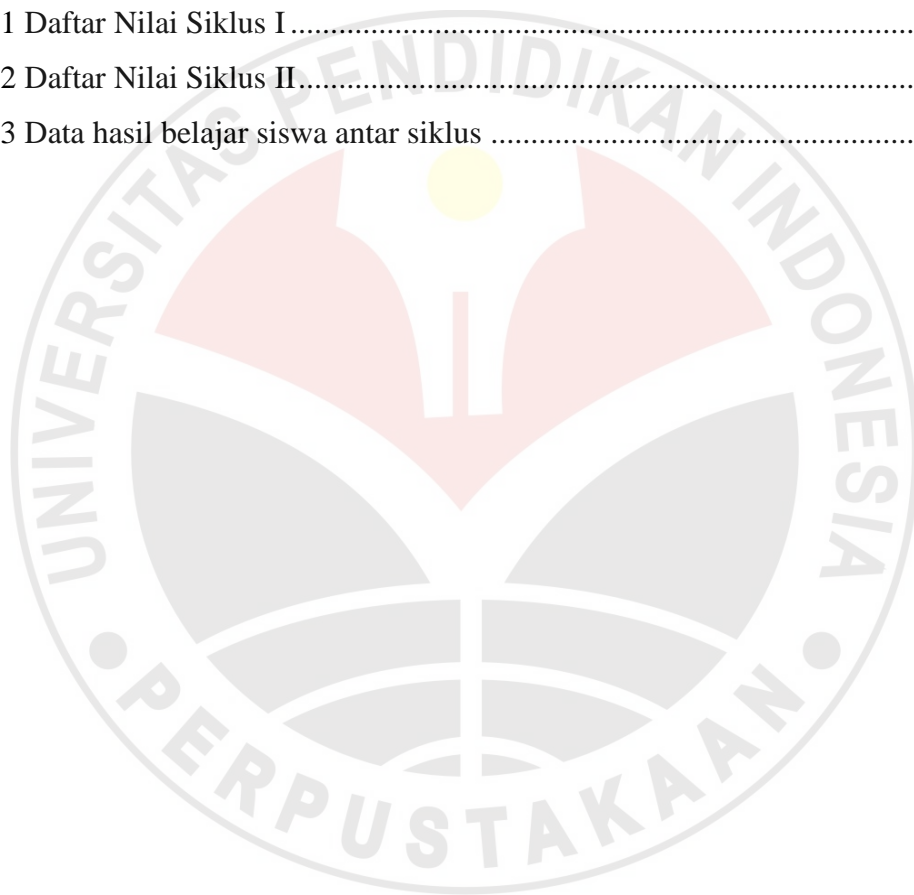 1 Daftar Nilai Siklus I ................................................................................
2 Daftar Nilai Siklus II ...............................................................................
3 Data hasil belajar siswa antar siklus ......................................................
UNIVERSITAS PENDIDIKAN INDONESIA
PERPUSTAKAAN